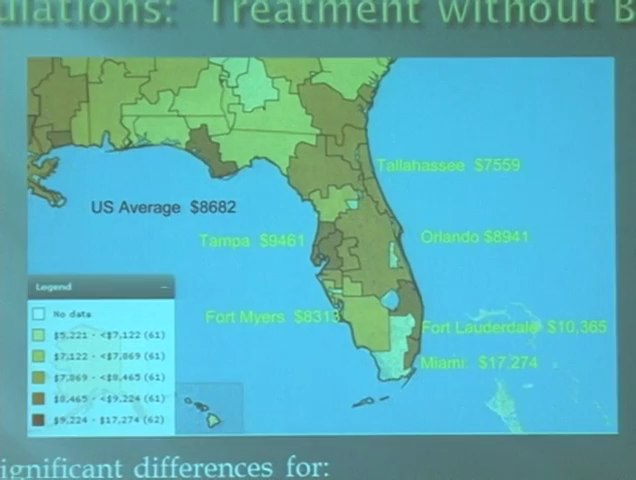 ulations: Treatment without B
Tallahassee $7559
US Average $8682
Tampa $9461
Orlando $8941
Legend
No data
$5,221 - <$7,122 (61)
$7,122 - <$7,869 (61)
$7,869 - <$8,465 (61)
$8,465 - <$9,224 (61)
$9,224 - $17,274 (62)
Fort Myers $8313
Fort Lauderdale $10,365
Miami: $17,274
ignificant differences for: